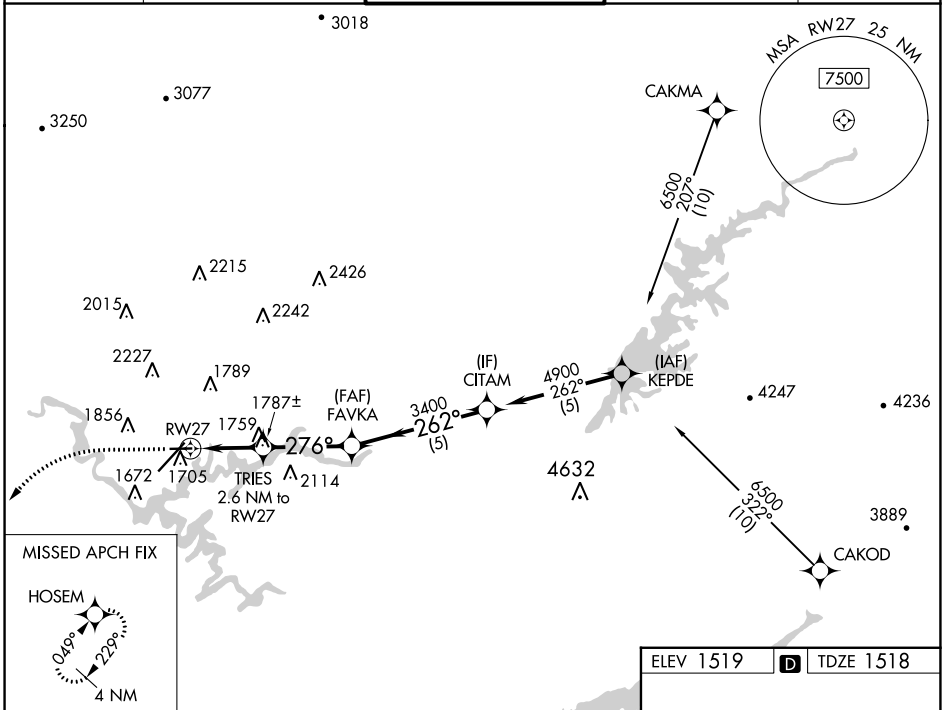 3018
MSA RW27 25 NM
7500
3077
3250
CAKMA
6500
207°
(10)
2215
2426
2015
2242
2227
1789
1787±
(FAF)
FAVKA
(IF)
CITAM
4900
262°
(5)
(IAF)
KEPDE
3400
262°
(5)
4247
4236
1856
RW27
1759
276°
1672
1705
TRIES
2.6 NM to
RW27
2114
4632
6500
322°
(10)
3889
CAKOD
MISSED APCH FIX
HOSEM
049°
229°
4 NM
ELEV 1519 D TDZE 1518